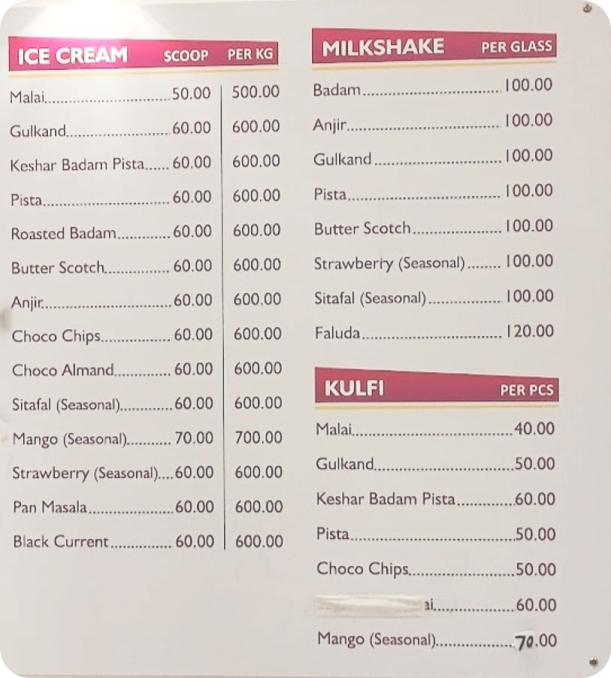 ICE CREAM SCOOP PER KG
Malai..............................50.00 500.00
Gulkand.........................60.00 600.00
Keshar Badam Pista......60.00 600.00
Pista...............................60.00 600.00
Roasted Badam.............60.00 600.00
Butter Scotch................60.00 600.00
Anjir...............................60.00 600.00
Choco Chips.................60.00 600.00
Choco Almand..............60.00 600.00
Sitafal (Seasonal)............60.00 600.00
Mango (Seasonal)...........70.00 700.00
Strawberry (Seasonal)....60.00 600.00
Pan Masala.....................60.00 600.00
Black Current...............60.00 600.00
MILKSHAKE PER GLASS
Badam..................................100.00
Anjir.....................................100.00
Gulkand...............................100.00
Pista.....................................100.00
Butter Scotch.....................100.00
Strawberry (Seasonal)........100.00
Sitafal (Seasonal)..................100.00
Faluda..................................120.00
KULFI PER PCS
Malai.......................................40.00
Gulkand..................................50.00
Keshar Badam Pista.............60.00
Pista........................................50.00
Choco Chips.........................50.00
ai....................60.00
Mango (Seasonal)..................70.00